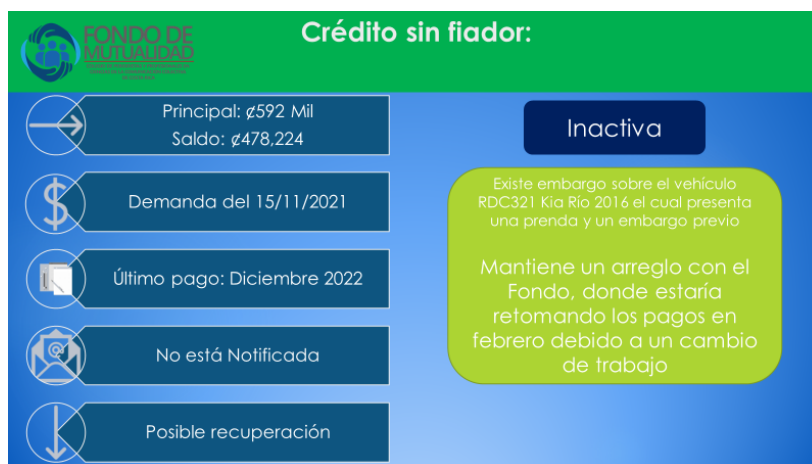 FONDO DE
MUTUALIDAD
Crédito sin fiador:
Principal: ¢592 Mil
Saldo: ¢478,224
Demanda del 15/11/2021
Último pago: Diciembre 2022
No está Notificada
Posible recuperación
Inactiva
Existe embargo sobre el vehículo
RDC321 Kia Río 2016 el cual presenta
una prenda y un embargo previo
Mantiene un arreglo con el
Fondo, donde estaría
retomando los pagos en
febrero debido a un cambio
de trabajo